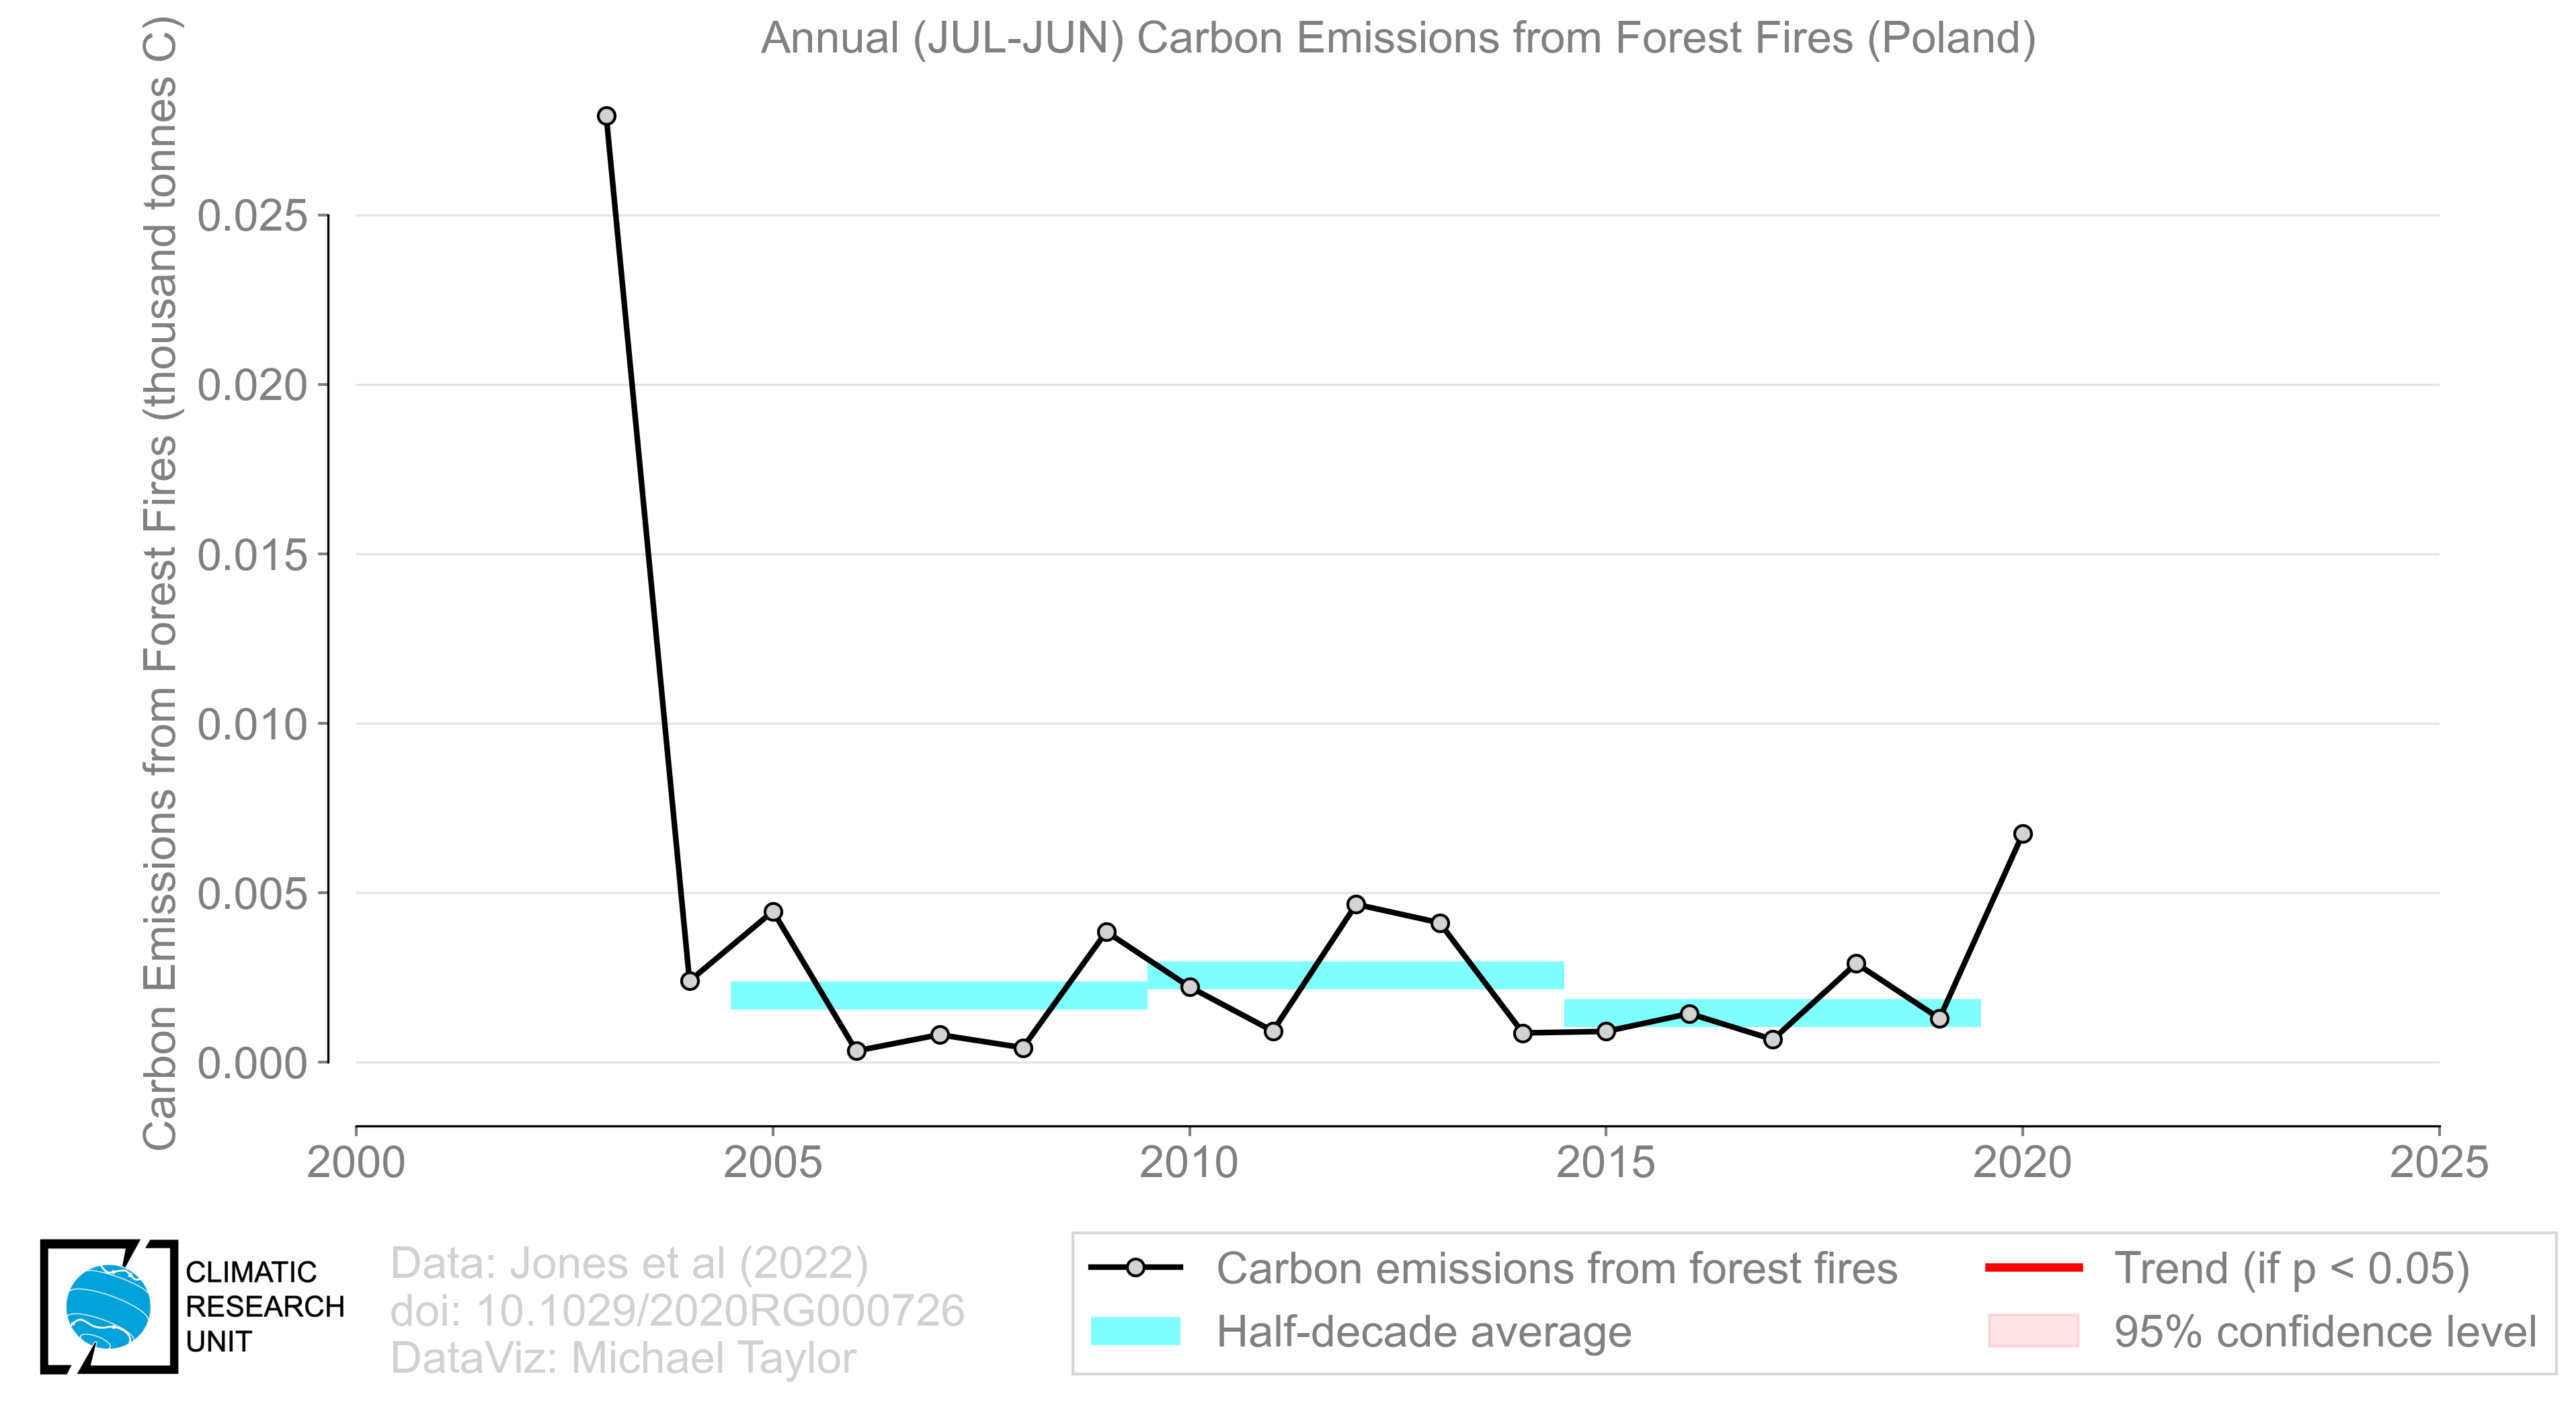 Annual (JUL-JUN) Carbon Emissions from Forest Fires (Poland)
Carbon Emissions from Forest Fires (thousand tonnes C)
0.025
0.020
0.015
0.010
0.005
0.000
2000 2005 2010 2015 2020 2025
CLIMATIC
RESEARCH
UNIT
Data: Jones et al (2022)
doi: 10.1029/2020RG000726
DataViz: Michael Taylor
Carbon emissions from forest fires
Half-decade average
Trend (if p < 0.05)
95% confidence level